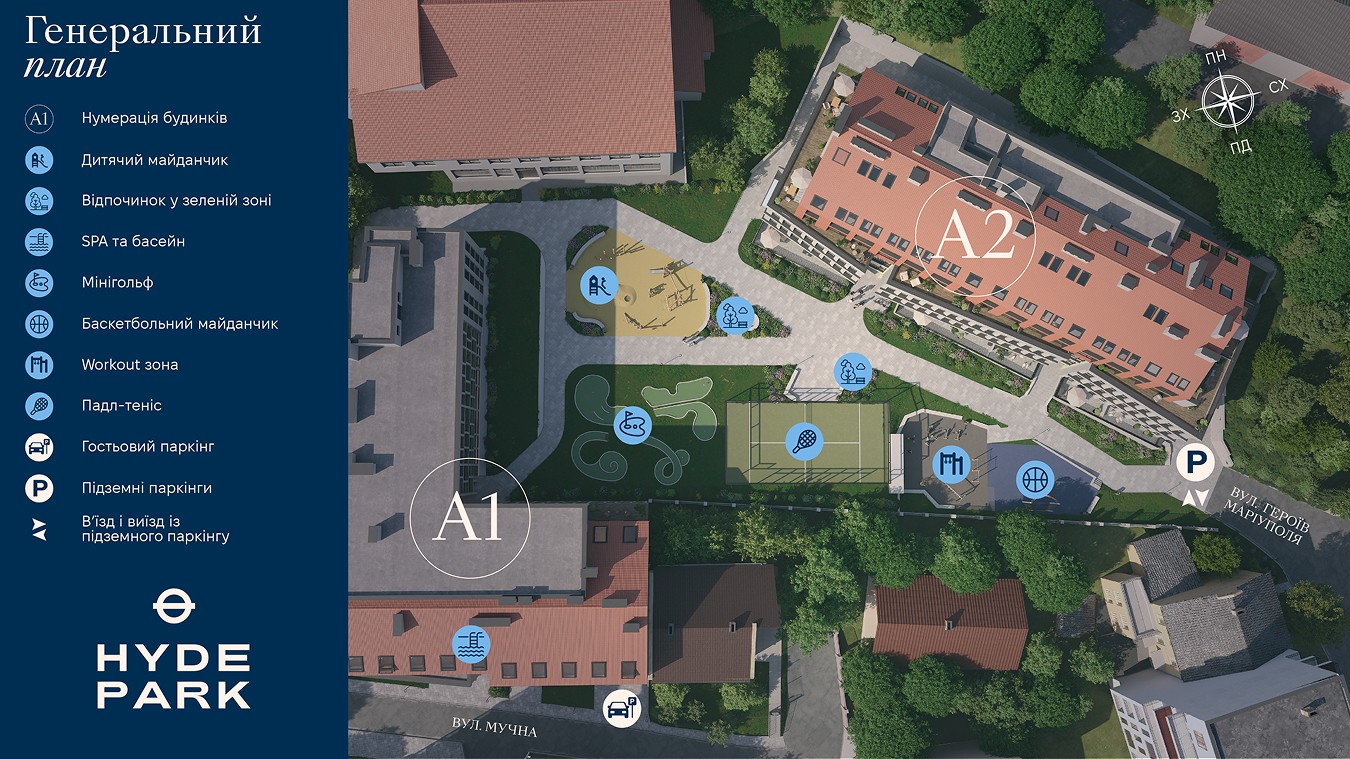 Генеральний
план
A1
Нумерація будинків
Дитячий майданчик
Відпочинок у зеленій зоні
SPA та басейн
Мінігольф
Баскетбольний майданчик
Workout зона
Падл-теніс
P
Гостьовий паркінг
P
Підземні паркінги
В'їзд і виїзд із
підземного паркінгу
HYDE
PARK
ПН
СХ
ЗХ
ПД
A2
A1
P
ВУЛ. ГЕРОЇВ
МАРІУПОЛЯ
P
ВУЛ. МУЧНА